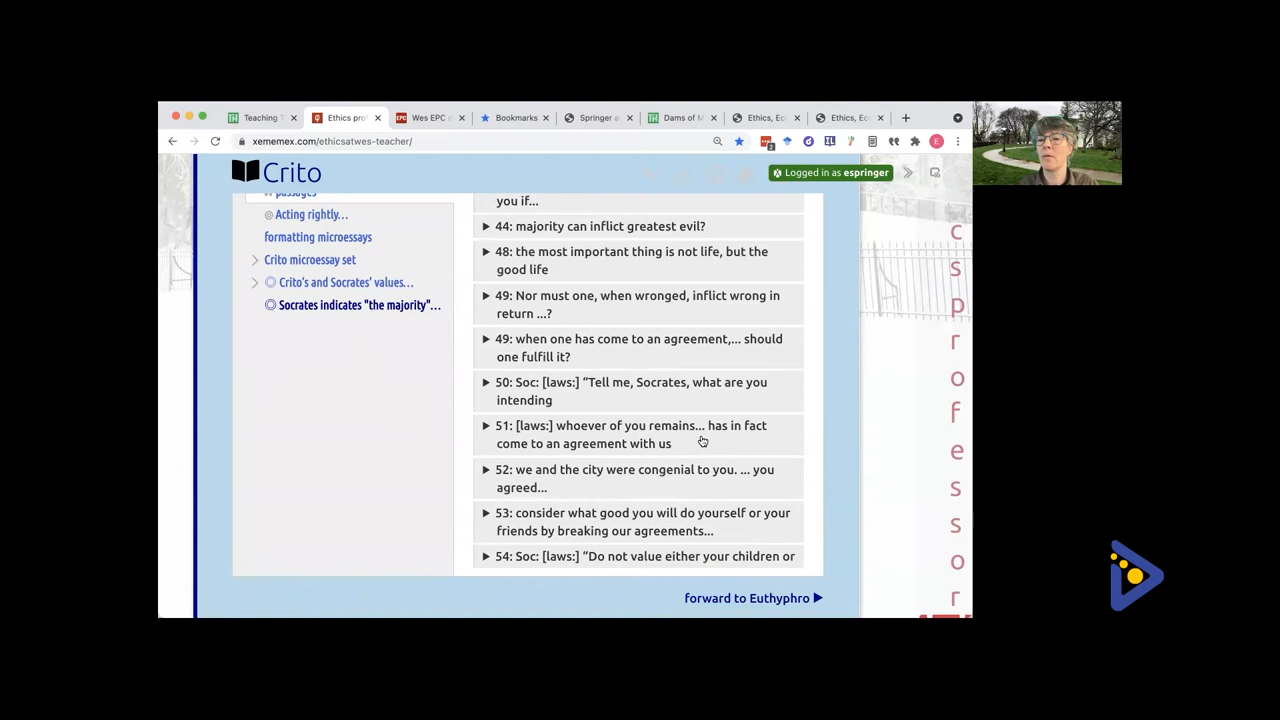 Teaching T
Ethics pro
Wes EPC
Bookmarks
Springer a
Dams of M
Ethics, Ec
Ethics, Ec
xememex.com/ethicsatwes-teacher/
2
E
Crito
Logged in as espringer
passages
Acting rightly...
formatting microessays
Crito microessay set
Crito's and Socrates' values...
Socrates indicates "the majority"...
you if...
44: majority can inflict greatest evil?
48: the most important thing is not life, but the
good life
49: Nor must one, when wronged, inflict wrong in
return ...?
49: when one has come to an agreement,... should
one fulfill it?
50: Soc: [laws:] "Tell me, Socrates, what are you
intending
51: [laws:] whoever of you remains... has in fact
come to an agreement with us
52: we and the city were congenial to you. ... you
agreed...
53: consider what good you will do yourself or your
friends by breaking our agreements...
54: Soc: [laws:] "Do not value either your children or
forward to Euthyphro
c
s
p
r
o
f
e
s
s
o
r